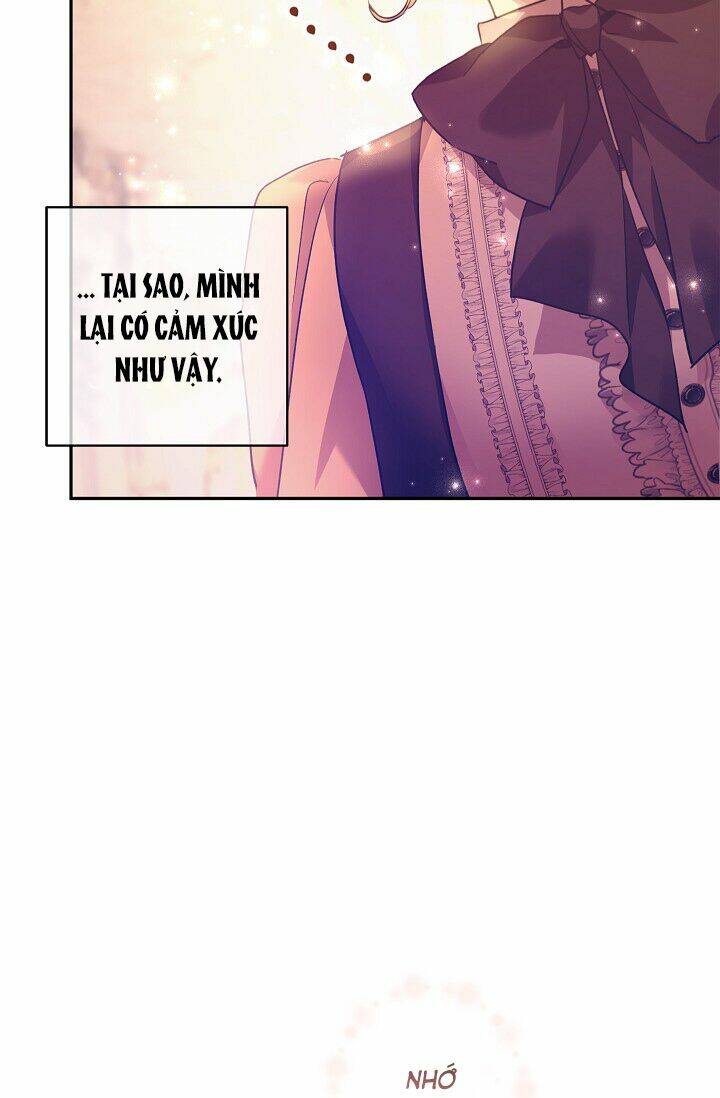 ... TẠI SAO, MÌNH
LẠI CÓ CẢM XÚC
NHƯ VẬY.
NHỚ